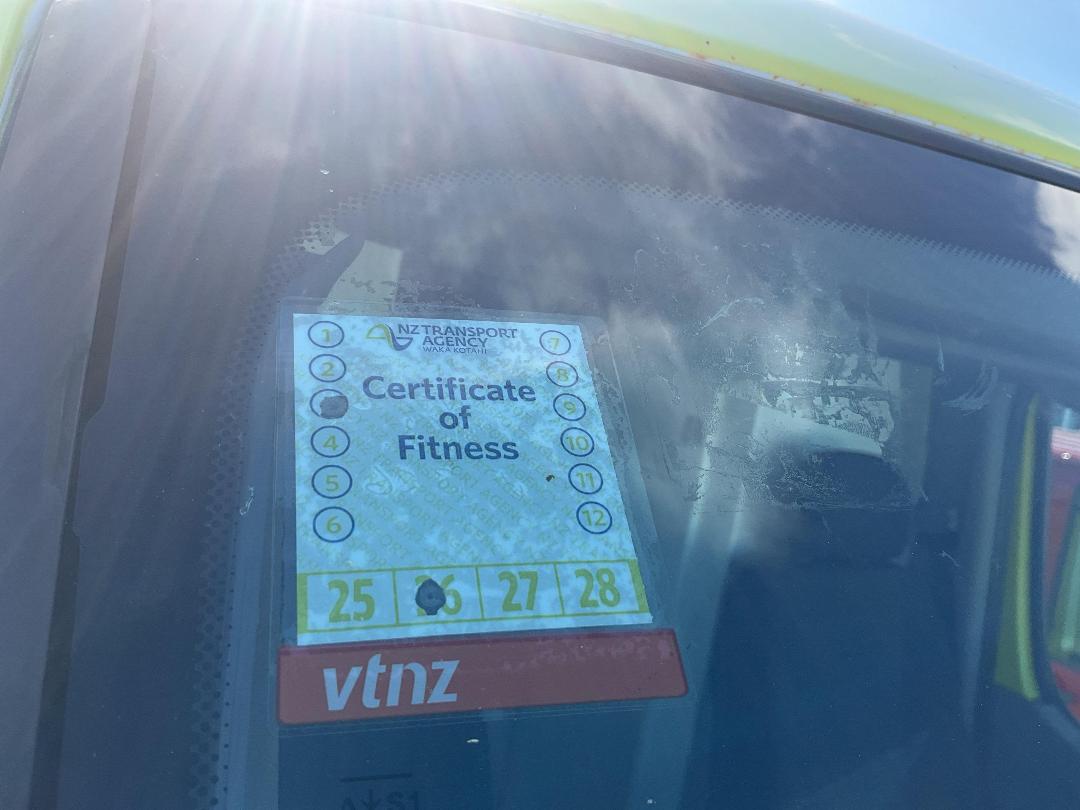 NZ TRANSPORT
AGENCY
WAKA KOTAHI
Certificate
of
Fitness
1
2
4
5
6
7
8
9
10
11
12
25 26 27 28
vtnz